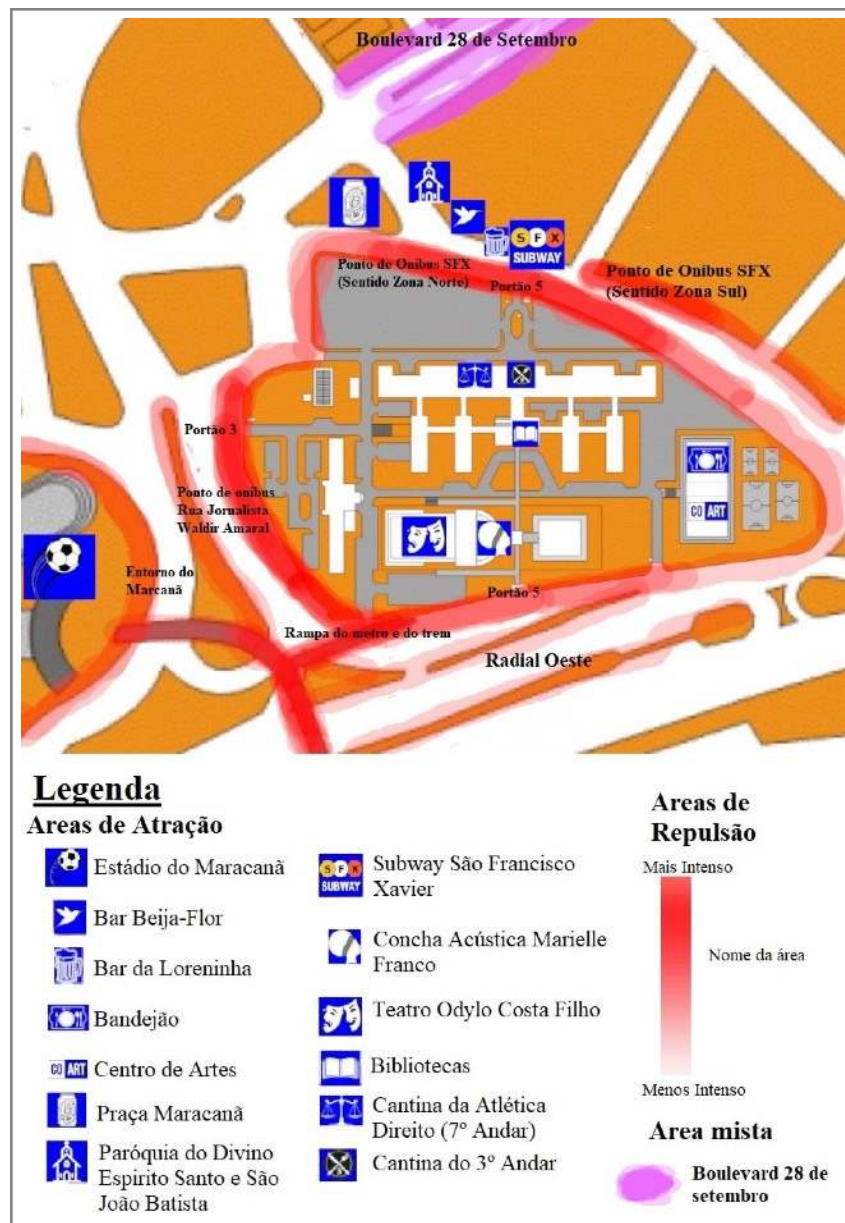 Boulevard 28 de Setembro
S F X
SUBWAY
Ponto de Onibus SFX
(Sentido Zona Norte)
Portão 5
Ponto de Onibus SFX
(Sentido Zona Sul)
Portão 3
Ponto de onibus
Rua Jornalista
Waldir Amaral
CO ART
Entorno do
Marcanã
Portão 5
Rampa do metro e do trem
Radial Oeste
Legenda
Areas de Atração
Estádio do Maracanã
Bar Beija-Flor
Bar da Loreninha
Bandejão
CO ART
Centro de Artes
Praça Maracanã
Paróquia do Divino
Espirito Santo e São
João Batista
S F X
SUBWAY
Subway São Francisco
Xavier
Concha Acústica Marielle
Franco
Teatro Odylo Costa Filho
Bibliotecas
Cantina da Atlética
Direito (7º Andar)
Cantina do 3º Andar
Areas de
Repulsão
Mais Intenso
Nome da área
Menos Intenso
Area mista
Boulevard 28 de
setembro